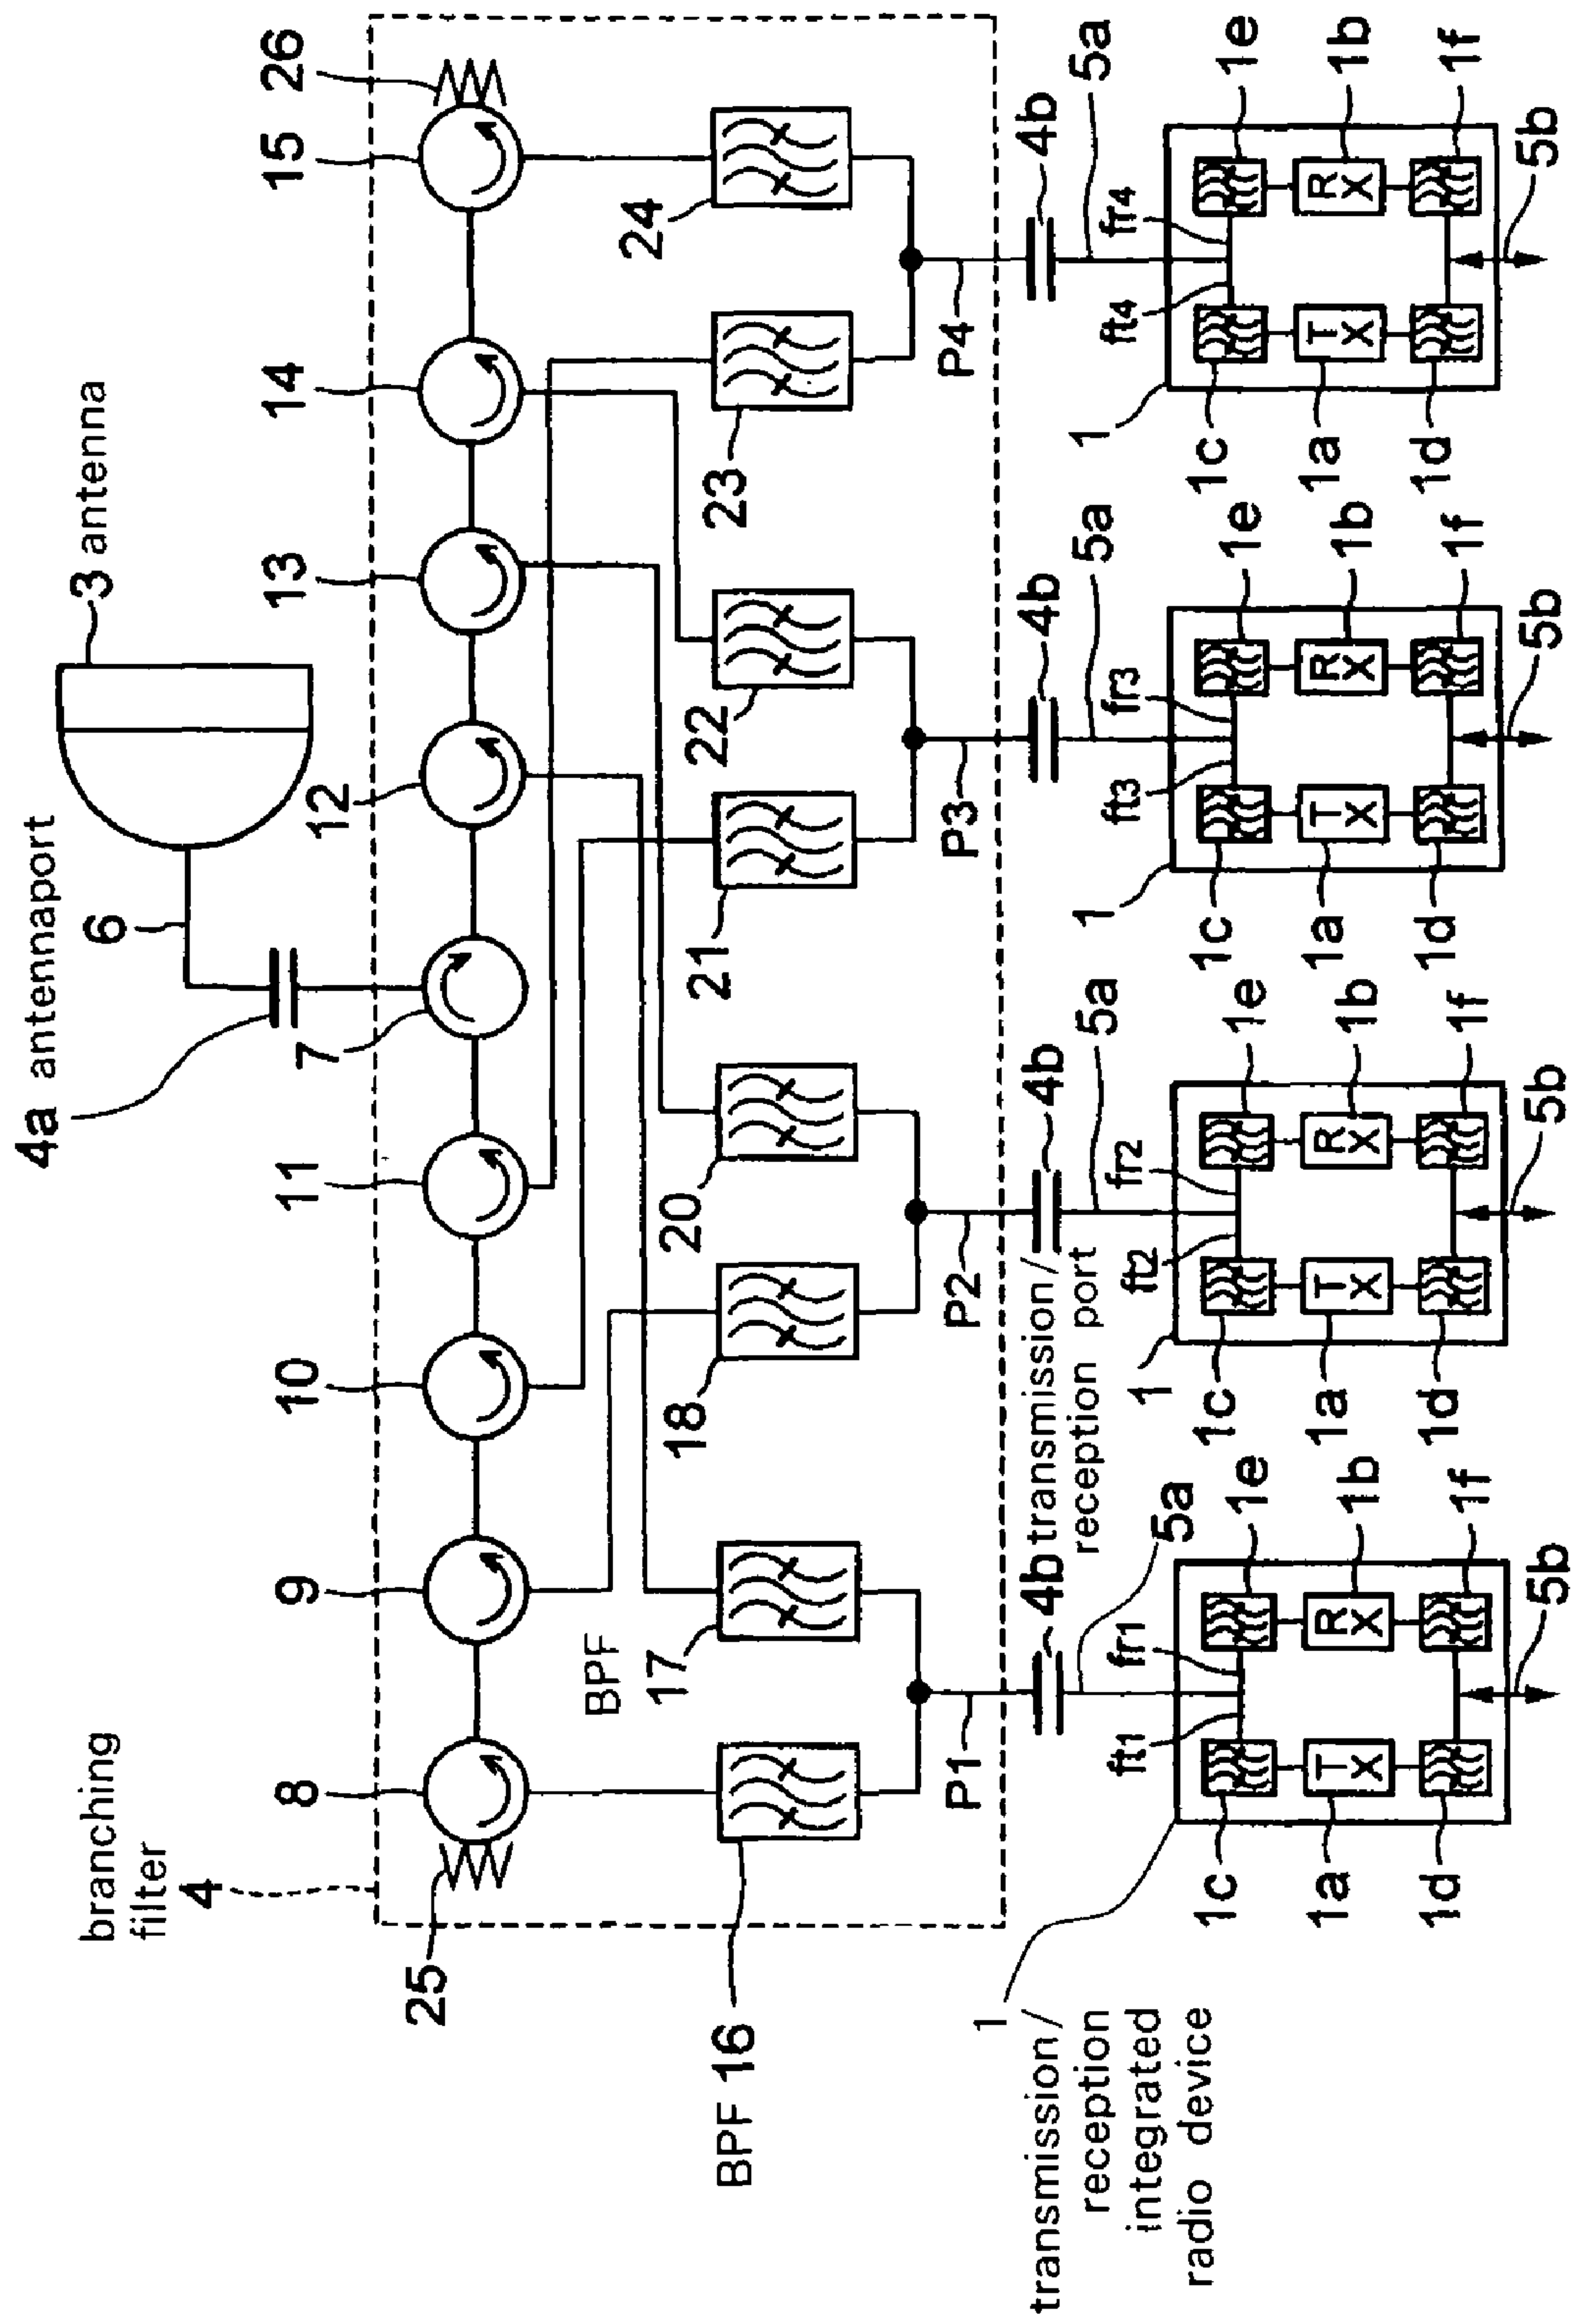 3 antenna
4a antennaport
6
branching
filter
4
25
8
9
10
11
7
12
13
14
15
26
BPF
BPF 16
17
18
20
21
22
23
24
P1
P2
P3
P4
4b
transmission/
reception port
4b
4b
4b
5a
5a
5a
5a
1
transmission/
reception
integrated
radio device
ft1
fr1
1c
1e
TX
RX
1a
1b
1d
1f
5b
1
ft2
fr2
1c
1e
TX
RX
1a
1b
1d
1f
5b
1
ft3
fr3
1c
1e
TX
RX
1a
1b
1d
1f
5b
1
ft4
fr4
1c
1e
TX
RX
1a
1b
1d
1f
5b